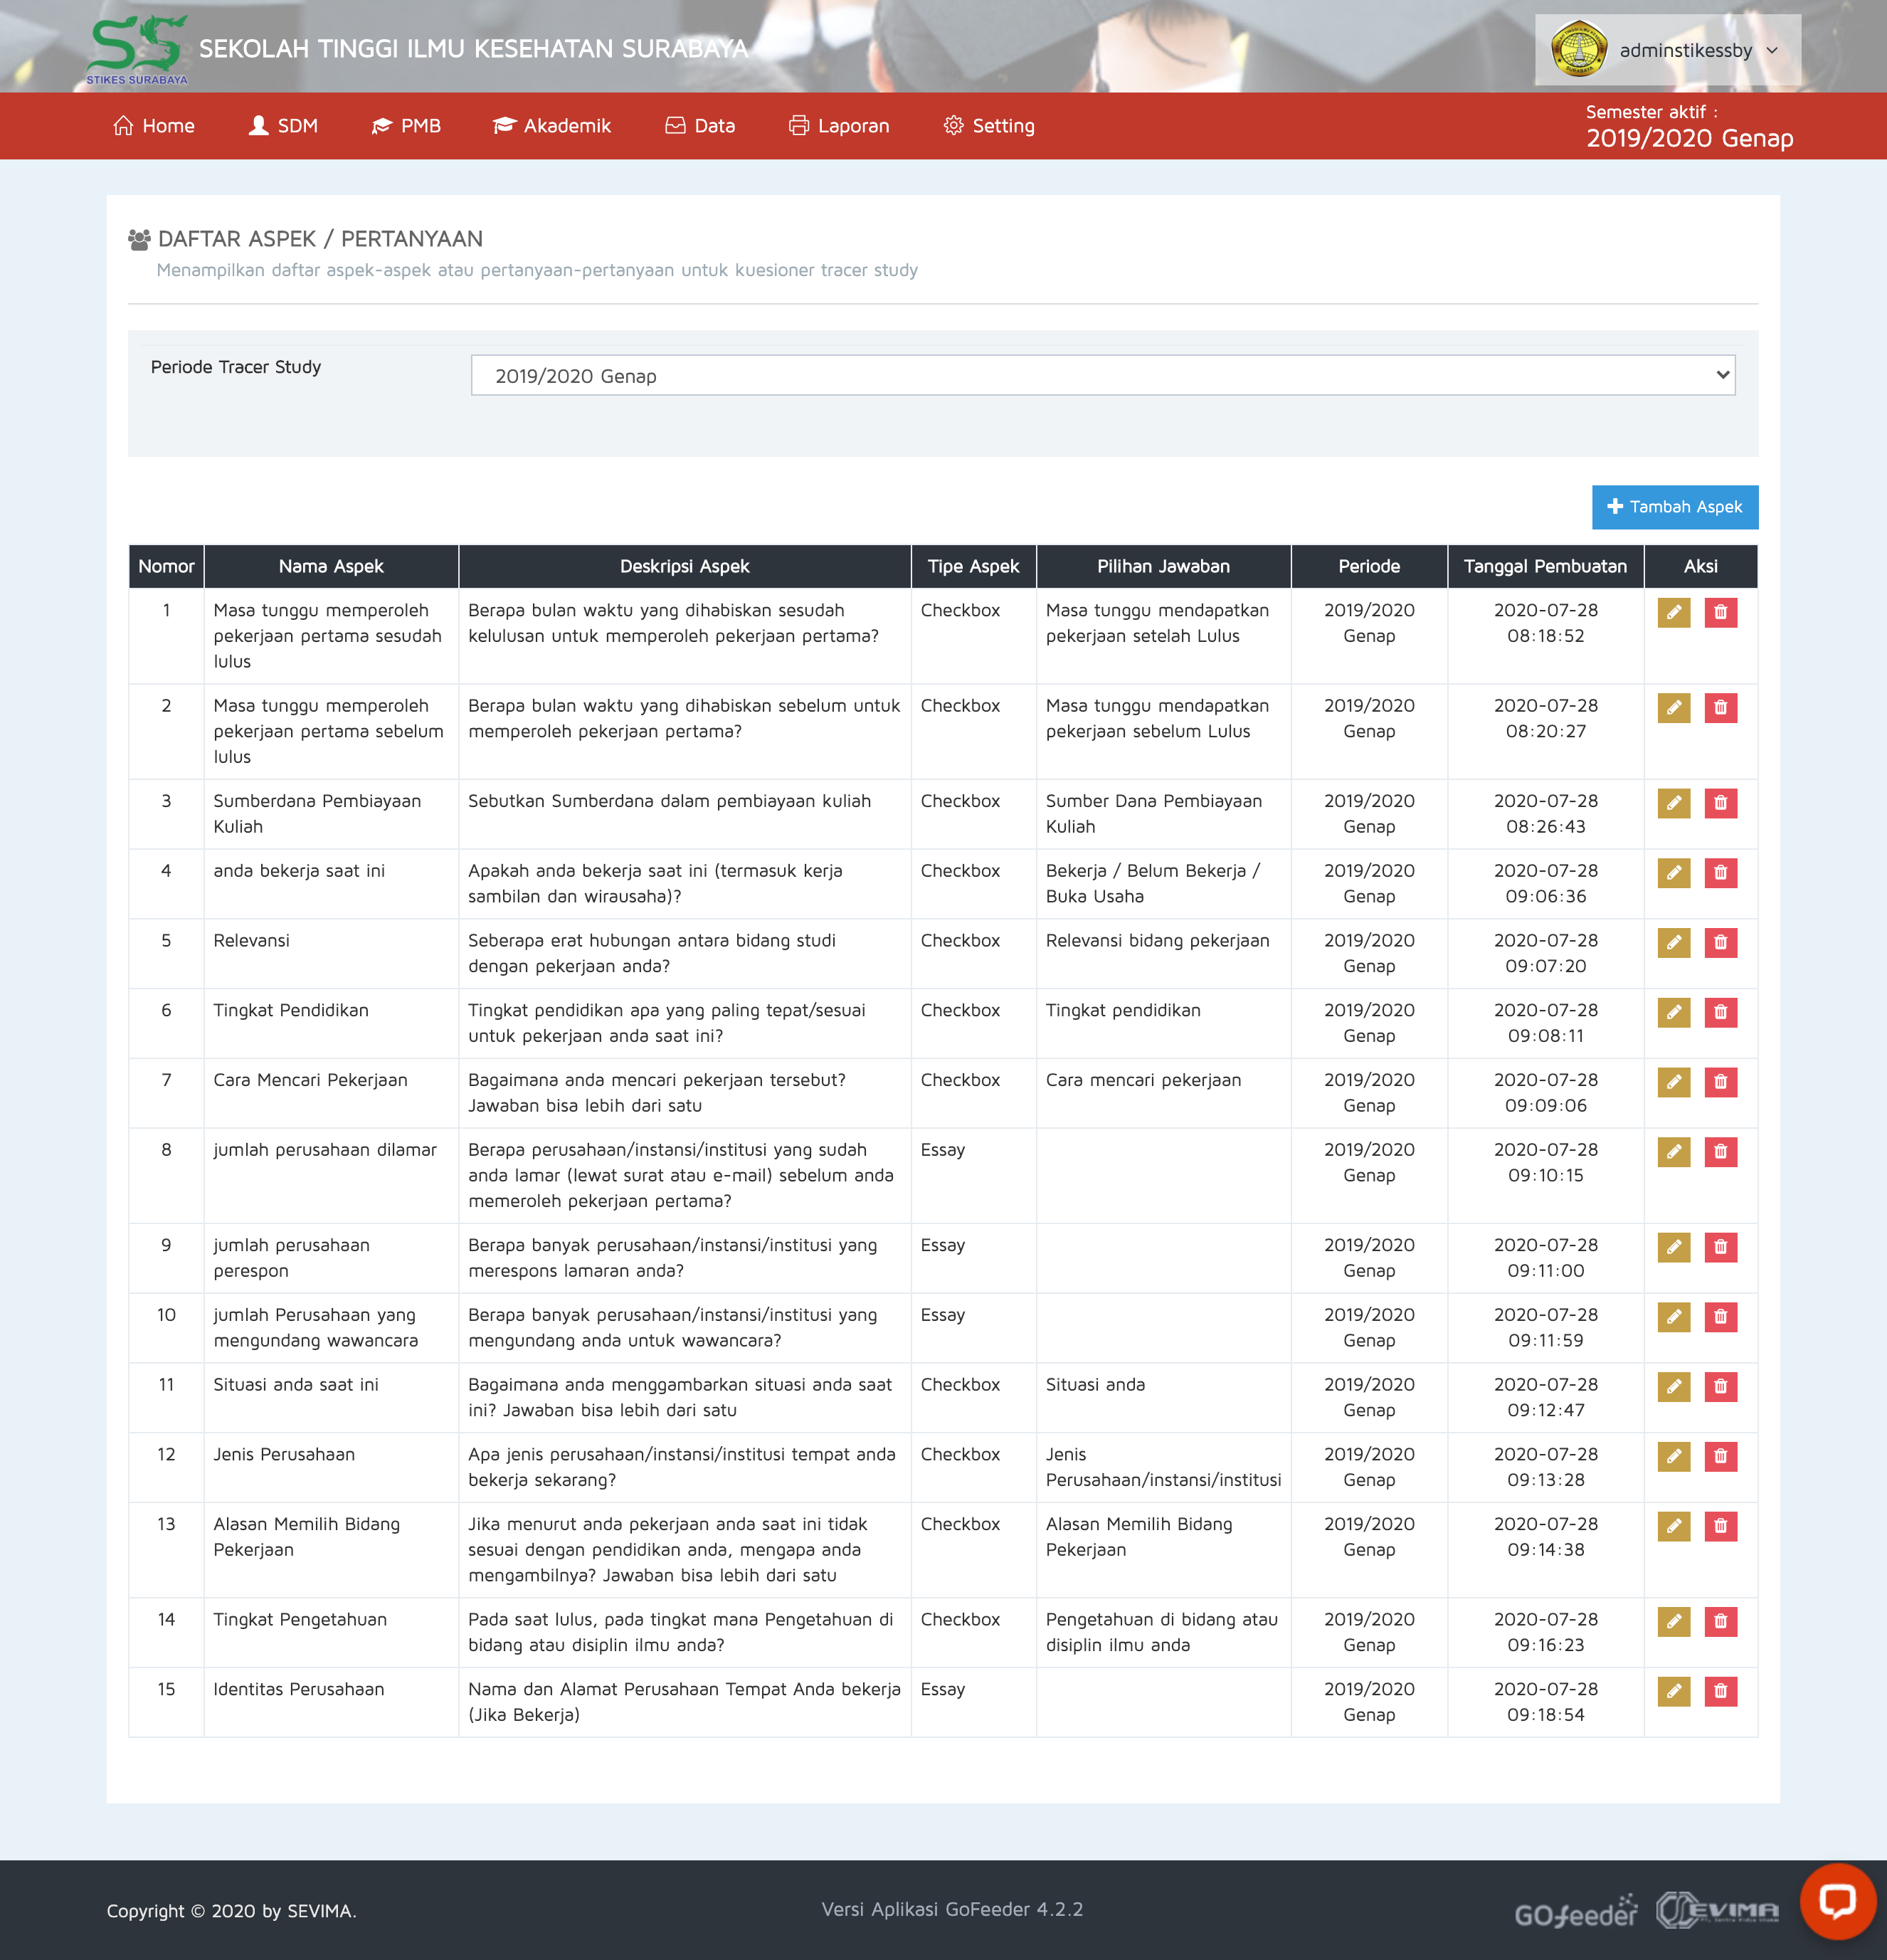 SS
STIKES SURABAYA
SEKOLAH TINGGI ILMU KESEHATAN SURABAYA
adminstikessby
Home SDM PMB Akademik Data Laporan Setting
Semester aktif :
2019/2020 Genap
DAFTAR ASPEK / PERTANYAAN
Menampilkan daftar aspek-aspek atau pertanyaan-pertanyaan untuk kuesioner tracer study
Periode Tracer Study
2019/2020 Genap
Tambah Aspek
Nomor Nama Aspek Deskripsi Aspek Tipe Aspek Pilihan Jawaban Periode Tanggal Pembuatan Aksi
1 Masa tunggu memperoleh Berapa bulan waktu yang dihabiskan sesudah Checkbox Masa tunggu mendapatkan 2019/2020 2020-07-28
pekerjaan pertama sesudah kelulusan untuk memperoleh pekerjaan pertama? pekerjaan setelah Lulus Genap 08:18:52
lulus
2 Masa tunggu memperoleh Berapa bulan waktu yang dihabiskan sebelum untuk Checkbox Masa tunggu mendapatkan 2019/2020 2020-07-28
pekerjaan pertama sebelum memperoleh pekerjaan pertama? pekerjaan sebelum Lulus Genap 08:20:27
lulus
3 Sumberdana Pembiayaan Sebutkan Sumberdana dalam pembiayaan kuliah Checkbox Sumber Dana Pembiayaan 2019/2020 2020-07-28
Kuliah Kuliah Genap 08:26:43
4 anda bekerja saat ini Apakah anda bekerja saat ini (termasuk kerja Checkbox Bekerja / Belum Bekerja / 2019/2020 2020-07-28
sambilan dan wirausaha)? Buka Usaha Genap 09:06:36
5 Relevansi Seberapa erat hubungan antara bidang studi Checkbox Relevansi bidang pekerjaan 2019/2020 2020-07-28
dengan pekerjaan anda? Genap 09:07:20
6 Tingkat Pendidikan Tingkat pendidikan apa yang paling tepat/sesuai Checkbox Tingkat pendidikan 2019/2020 2020-07-28
untuk pekerjaan anda saat ini? Genap 09:08:11
7 Cara Mencari Pekerjaan Bagaimana anda mencari pekerjaan tersebut? Checkbox Cara mencari pekerjaan 2019/2020 2020-07-28
Jawaban bisa lebih dari satu Genap 09:09:06
8 jumlah perusahaan dilamar Berapa perusahaan/instansi/institusi yang sudah Essay 2019/2020 2020-07-28
anda lamar (lewat surat atau e-mail) sebelum anda Genap 09:10:15
memeroleh pekerjaan pertama?
9 jumlah perusahaan Berapa banyak perusahaan/instansi/institusi yang Essay 2019/2020 2020-07-28
perespon merespons lamaran anda? Genap 09:11:00
10 jumlah Perusahaan yang Berapa banyak perusahaan/instansi/institusi yang Essay 2019/2020 2020-07-28
mengundang wawancara mengundang anda untuk wawancara? Genap 09:11:59
11 Situasi anda saat ini Bagaimana anda menggambarkan situasi anda saat Checkbox Situasi anda 2019/2020 2020-07-28
ini? Jawaban bisa lebih dari satu Genap 09:12:47
12 Jenis Perusahaan Apa jenis perusahaan/instansi/institusi tempat anda Checkbox Jenis 2019/2020 2020-07-28
bekerja sekarang? Perusahaan/instansi/institusi Genap 09:13:28
13 Alasan Memilih Bidang Jika menurut anda pekerjaan anda saat ini tidak Checkbox Alasan Memilih Bidang 2019/2020 2020-07-28
Pekerjaan sesuai dengan pendidikan anda, mengapa anda Pekerjaan Genap 09:14:38
mengambilnya? Jawaban bisa lebih dari satu
14 Tingkat Pengetahuan Pada saat lulus, pada tingkat mana Pengetahuan di Checkbox Pengetahuan di bidang atau 2019/2020 2020-07-28
bidang atau disiplin ilmu anda? disiplin ilmu anda Genap 09:16:23
15 Identitas Perusahaan Nama dan Alamat Perusahaan Tempat Anda bekerja Essay 2019/2020 2020-07-28
(Jika Bekerja) Genap 09:18:54
Copyright © 2020 by SEVIMA.
Versi Aplikasi GoFeeder 4.2.2
GOfeeder
SEVIMA